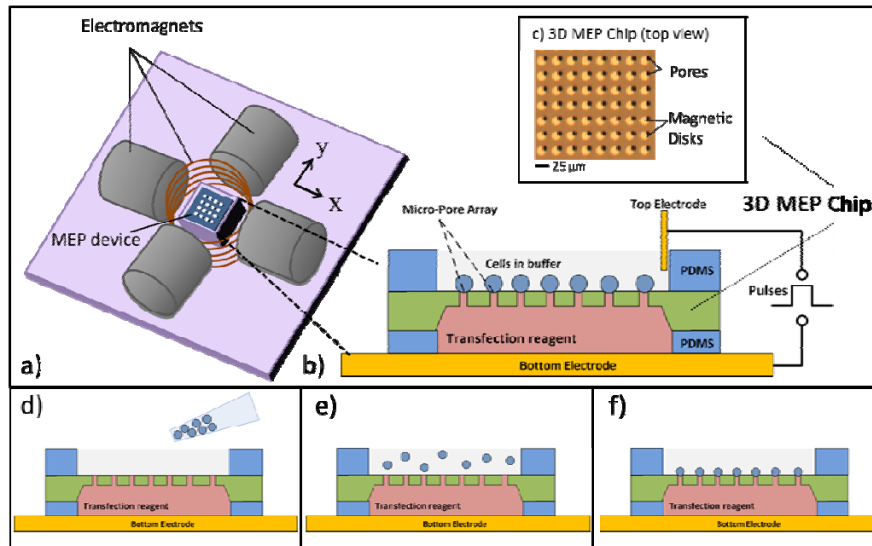 Electromagnets
y
X
MEP device
a)
c) 3D MEP Chip (top view)
Pores
Magnetic
Disks
25 μm
Micro-Pore Array
Top Electrode
3D MEP Chip
Cells in buffer
PDMS
Pulses
Transfection reagent
PDMS
b)
Bottom Electrode
d)
Transfection reagent
Bottom Electrode
e)
Transfection reagent
Bottom Electrode
f)
Transfection reagent
Bottom Electrode